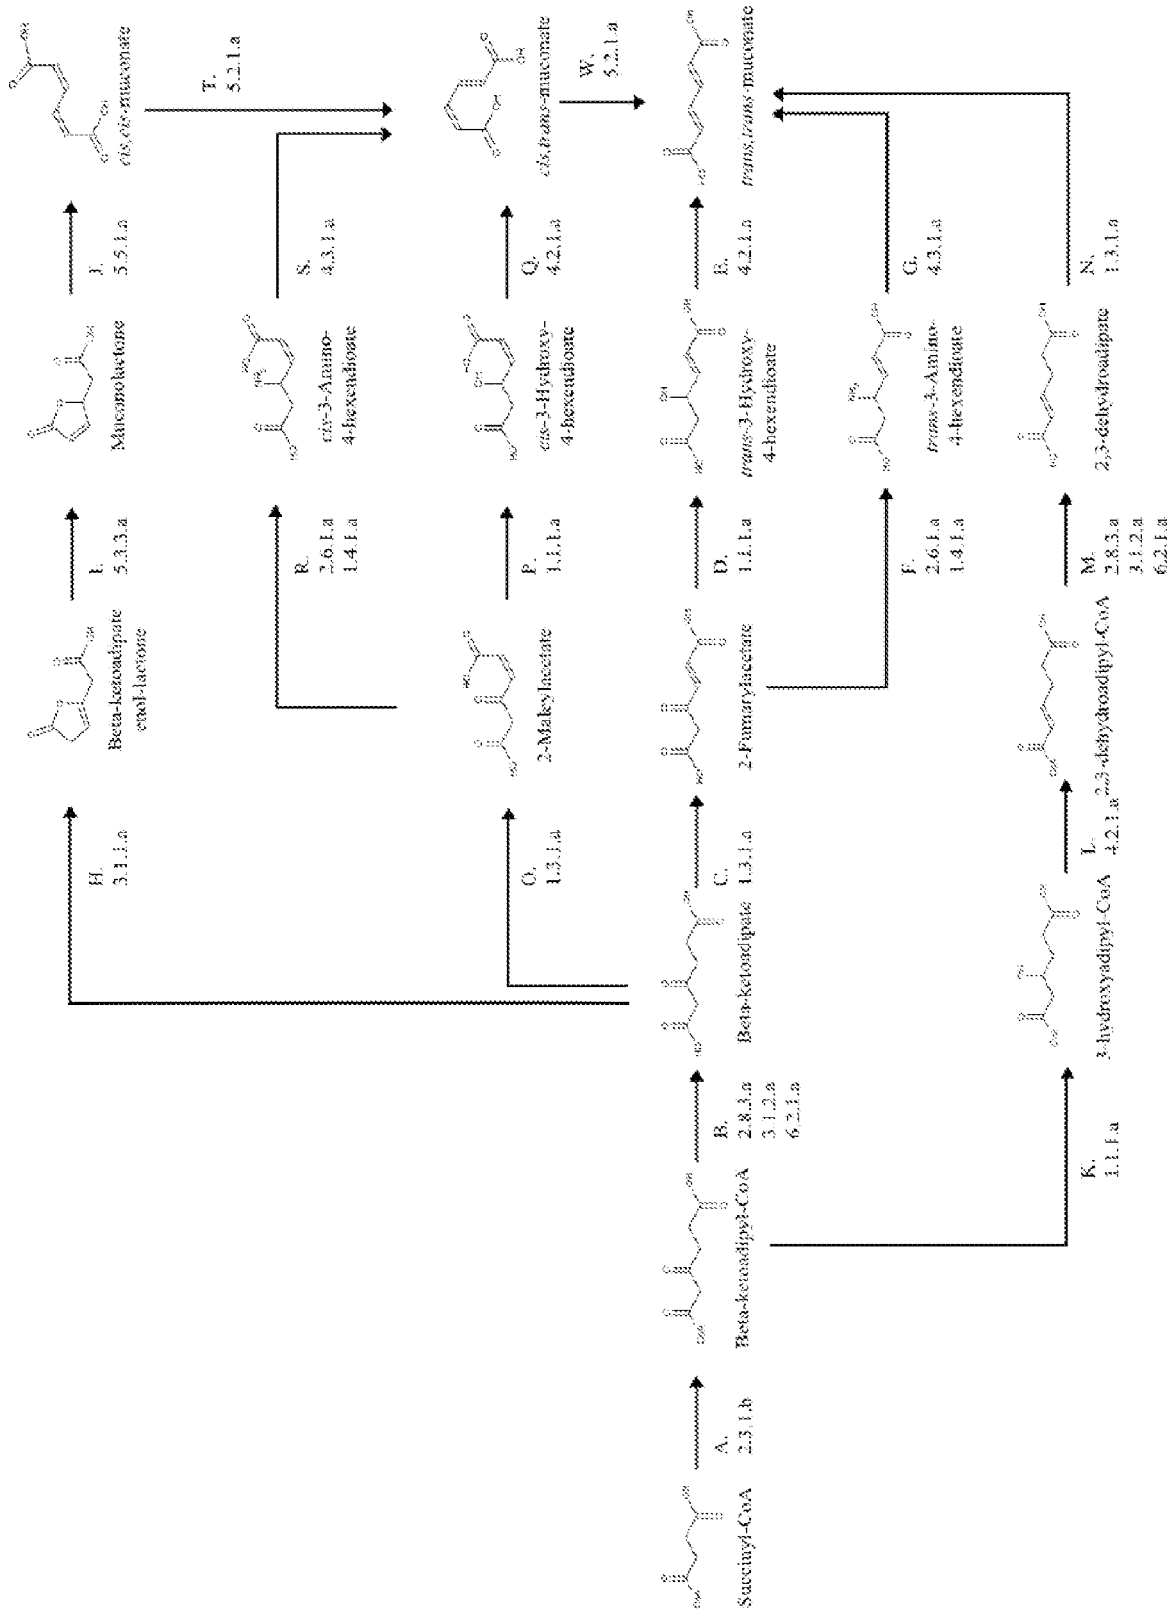 H.
3.1.1.a
Beta-ketoadipate
enol-lactone
I.
5.3.3.a
Muconolactone
J.
5.5.1.a
cis,cis-muconate
T.
5.2.1.a
R.
2.6.1.a
1.4.1.a
cis-3-Amino-
4-hexendioate
S.
4.3.1.a
O.
1.3.1.a
2-Maleylacetate
P.
1.1.1.a
cis-3-Hydroxy-
4-hexendioate
Q.
4.2.1.a
cis,trans-muconate
W.
5.2.1.a
Succinyl-CoA
A.
2.3.1.b
Beta-ketoadipyl-CoA
B.
2.8.3.a
3.1.2.a
6.2.1.a
Beta-ketoadipate
C.
1.3.1.a
2-Fumarylacetate
D.
1.1.1.a
trans-3-Hydroxy-
4-hexendioate
E.
4.2.1.a
trans,trans-muconate
F.
2.6.1.a
1.4.1.a
trans-3-Amino-
4-hexendioate
G.
4.3.1.a
K.
1.1.1.a
3-hydroxyadipyl-CoA
L.
4.2.1.a
2,3-dehydroadipyl-CoA
M.
2.8.3.a
3.1.2.a
6.2.1.a
2,3-dehydroadipate
N.
1.3.1.a